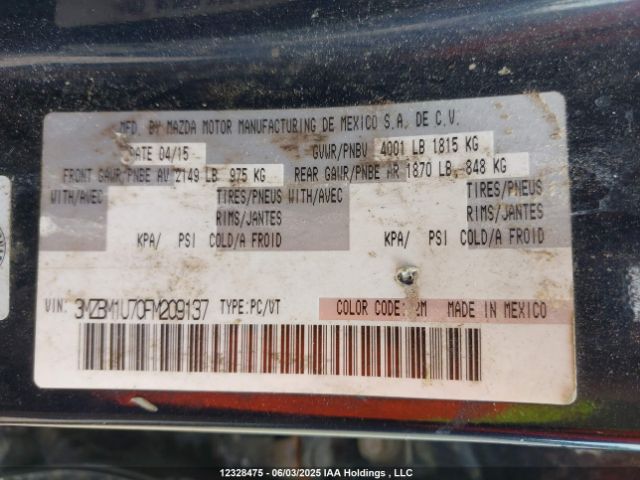 MFD. BY MAZDA MOTOR MANUFACTURING DE MEXICO S.A. DE C.V.
DATE 04/15 GVWR/PNBV 4001 LB 1815 KG
FRONT GAWR/PNBE AV 2149 LB 975 KG REAR GAWR/PNBE AR 1870 LB 848 KG
WITH/AVEC TIRES/PNEUS WITH/AVEC TIRES/PNEUS
RIMS/JANTES RIMS/JANTES
KPA/ PSI COLD/A FROID KPA/ PSI COLD/A FROID
VIN: 3MZBM1U70FM209137 TYPE:PC/VT COLOR CODE: MADE IN MEXICO
12328475 - 06/03/2025 IAA Holdings , LLC